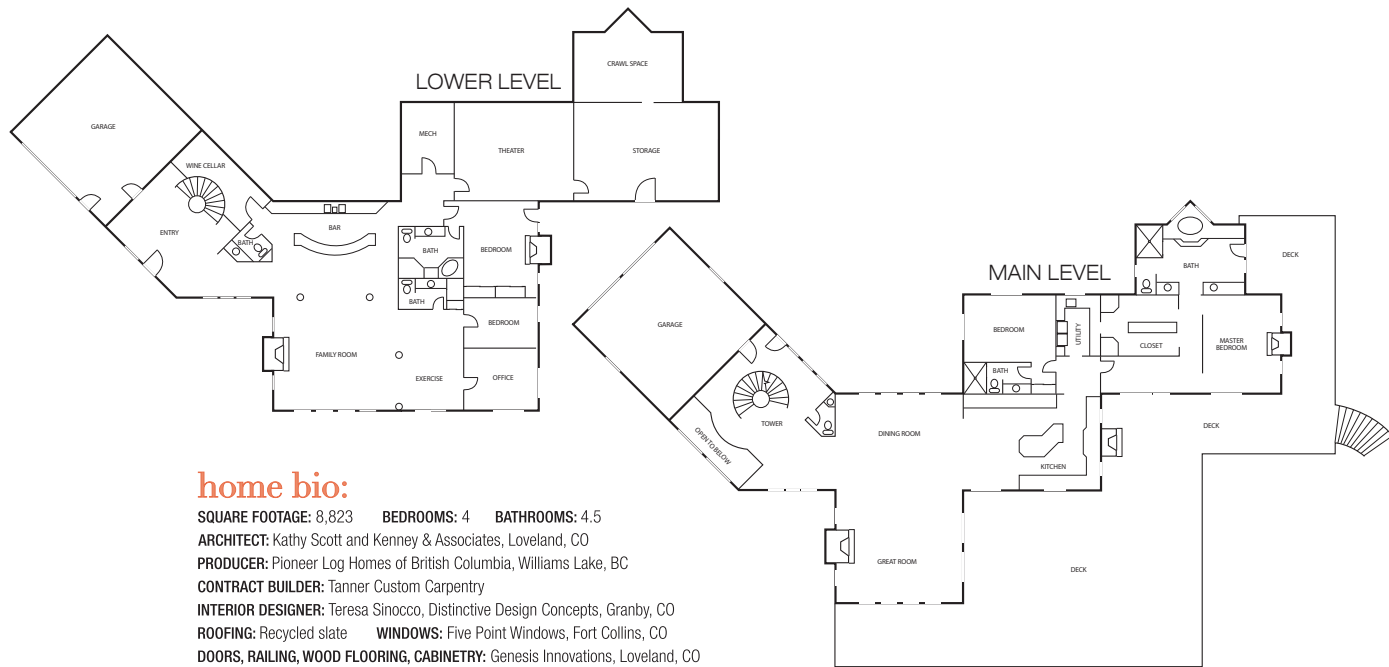 LOWER LEVEL
CRAWL SPACE
GARAGE
MECH
THEATER
STORAGE
WINE CELLAR
ENTRY
BATH
BAR
BATH
BEDROOM
BATH
BEDROOM
FAMILY ROOM
EXERCISE
OFFICE
MAIN LEVEL
BATH
DECK
GARAGE
BEDROOM
UTILITY
CLOSET
MASTER
BEDROOM
BATH
TOWER
OPEN TO BELOW
DINING ROOM
KITCHEN
DECK
GREAT ROOM
DECK
home bio:
SQUARE FOOTAGE: 8,823 BEDROOMS: 4 BATHROOMS: 4.5
ARCHITECT: Kathy Scott and Kenney & Associates, Loveland, CO
PRODUCER: Pioneer Log Homes of British Columbia, Williams Lake, BC
CONTRACT BUILDER: Tanner Custom Carpentry
INTERIOR DESIGNER: Teresa Sinocco, Distinctive Design Concepts, Granby, CO
ROOFING: Recycled slate WINDOWS: Five Point Windows, Fort Collins, CO
DOORS, RAILING, WOOD FLOORING, CABINETRY: Genesis Innovations, Loveland, CO